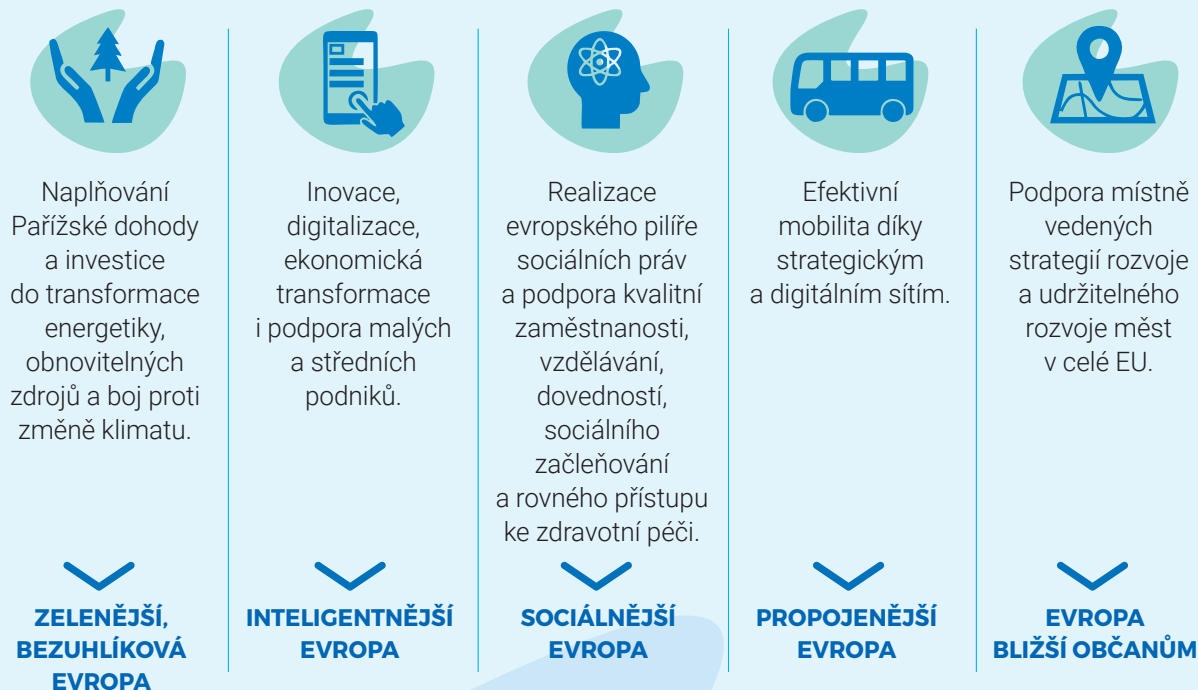 Naplňování
Pařížské dohody
a investice
do transformace
energetiky,
obnovitelných
zdrojů a boj proti
změně klimatu.
ZELENĚJŠÍ,
BEZUHLÍKOVÁ
EVROPA
Inovace,
digitalizace,
ekonomická
transformace
i podpora malých
a středních
podniků.
INTELIGENTNĚJŠÍ
EVROPA
Realizace
evropského pilíře
sociálních práv
a podpora kvalitní
zaměstnanosti,
vzdělávání,
dovedností,
sociálního
začleňování
a rovného přístupu
ke zdravotní péči.
SOCIÁLNĚJŠÍ
EVROPA
Efektivní
mobilita díky
strategickým
a digitálním sítím.
PROPOJENĚJŠÍ
EVROPA
Podpora místně
vedených
strategií rozvoje
a udržitelného
rozvoje měst
v celé EU.
EVROPA
BLIŽŠÍ OBČANŮM